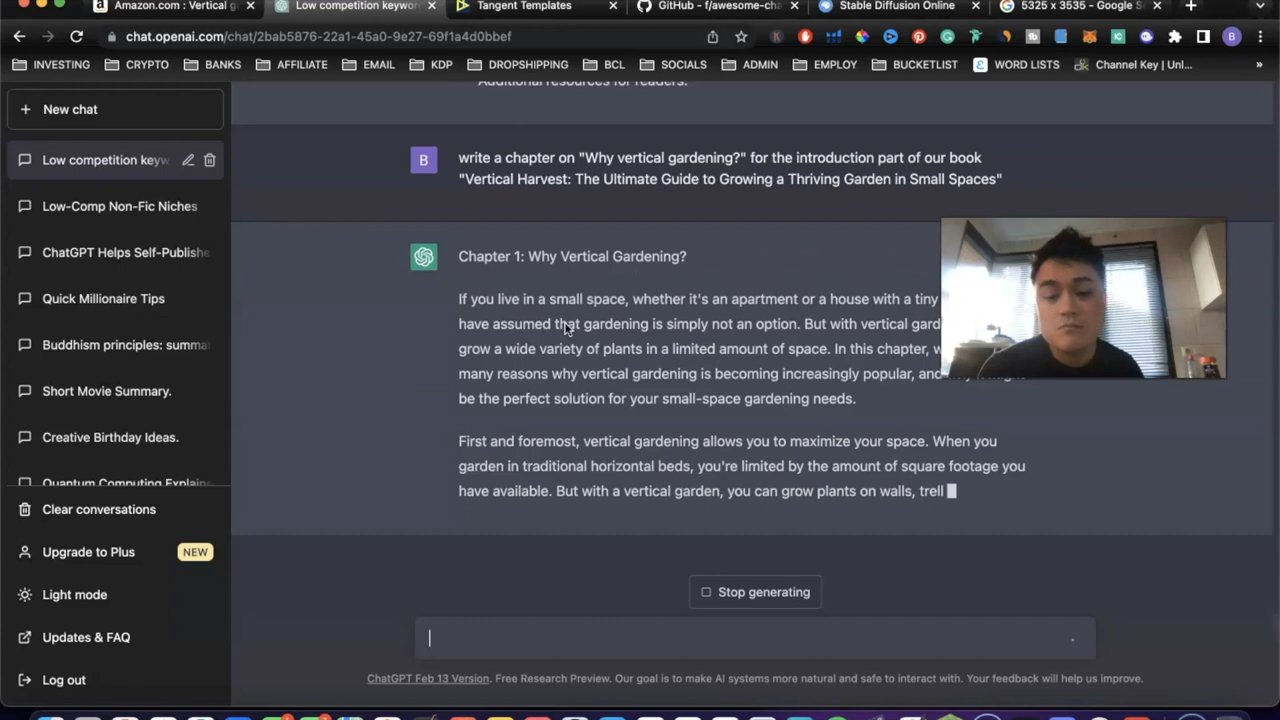 Amazon.com : Vertical g
Low competition keywor
Tangent Templates
GitHub - f/awesome-cha
Stable Diffusion Online
5325 x 3535 - Google S
chat.openai.com/chat/2bab5876-22a1-45a0-9e27-69f1a4d0bbef
B
INVESTING
CRYPTO
BANKS
AFFILIATE
EMAIL
KDP
DROPSHIPPING
BCL
SOCIALS
ADMIN
EMPLOY
BUCKETLIST
WORD LISTS
Channel Key | Unl...
»
+ New chat
Low competition keyw
Low-Comp Non-Fic Niches
ChatGPT Helps Self-Publishe
Quick Millionaire Tips
Buddhism principles: summa
Short Movie Summary.
Creative Birthday Ideas.
Quantum Computing Explain
Clear conversations
Upgrade to Plus NEW
Light mode
Updates & FAQ
Log out
Additional resources for readers.
B
write a chapter on "Why vertical gardening?" for the introduction part of our book
"Vertical Harvest: The Ultimate Guide to Growing a Thriving Garden in Small Spaces"
Chapter 1: Why Vertical Gardening?
If you live in a small space, whether it's an apartment or a house with a tiny
have assumed that gardening is simply not an option. But with vertical gard
grow a wide variety of plants in a limited amount of space. In this chapter, w
many reasons why vertical gardening is becoming increasingly popular, and
be the perfect solution for your small-space gardening needs.
First and foremost, vertical gardening allows you to maximize your space. When you
garden in traditional horizontal beds, you're limited by the amount of square footage you
have available. But with a vertical garden, you can grow plants on walls, trell
Stop generating
ChatGPT Feb 13 Version. Free Research Preview. Our goal is to make AI systems more natural and safe to interact with. Your feedback will help us improve.